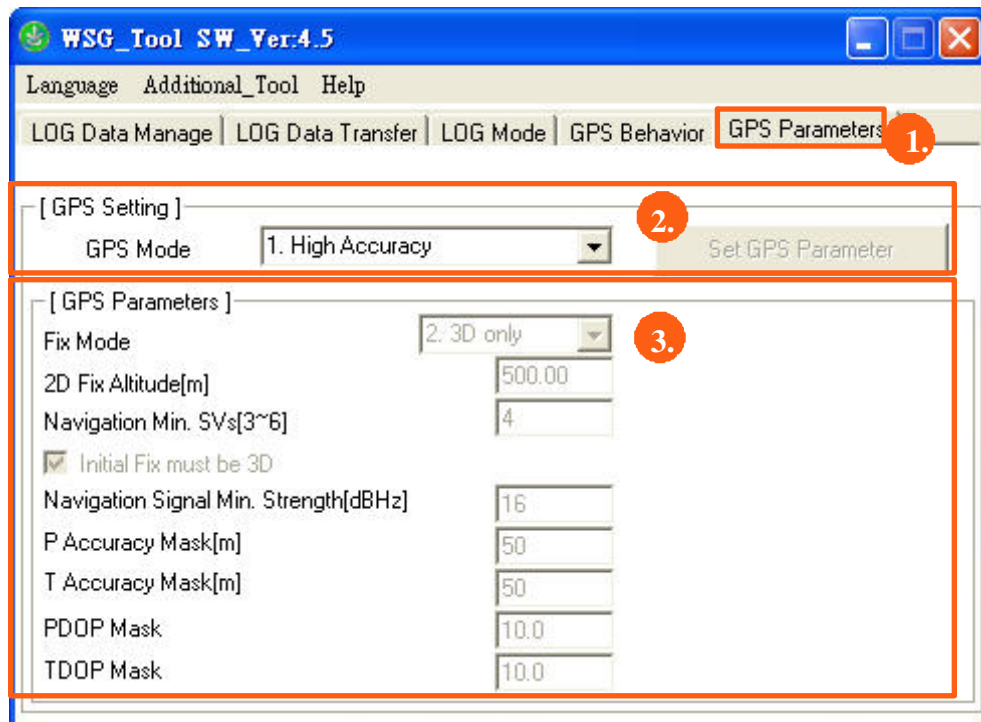 WSG_Tool SW_Ver:4.5
Language Additional_Tool Help
LOG Data Manage LOG Data Transfer LOG Mode GPS Behavior GPS Parameters
1.
[ GPS Setting ]
2.
GPS Mode 1. High Accuracy Set GPS Parameter
[ GPS Parameters ]
Fix Mode 2. 3D only 3.
2D Fix Altitude[m] 500.00
Navigation Min. SVs[3~6] 4
Initial Fix must be 3D
Navigation Signal Min. Strength[dBHz] 16
P Accuracy Mask[m] 50
T Accuracy Mask[m] 50
PDOP Mask 10.0
TDOP Mask 10.0